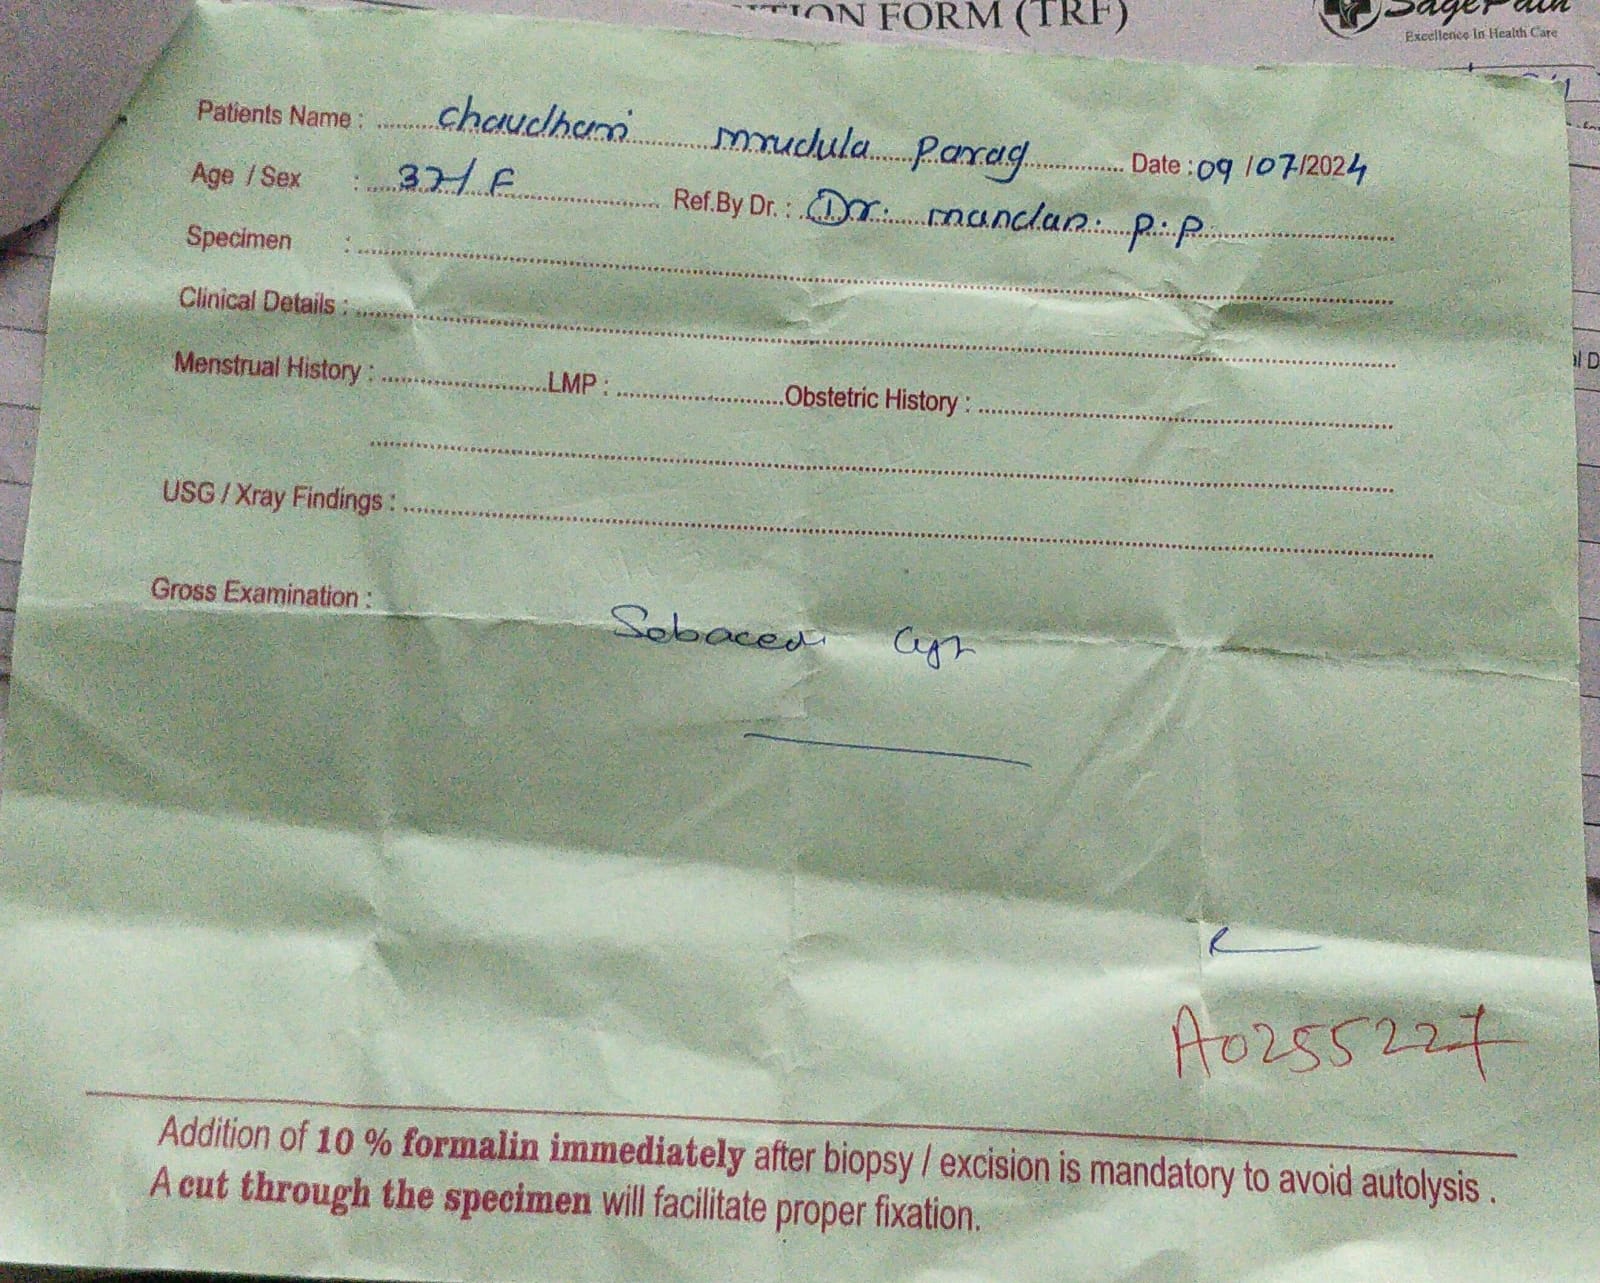 TION FORM (TRF)
SagePath
Excellence In Health Care
Patients Name : chaudhari mrudula parag Date : 09 /07/2024
Age / Sex : 37/ F Ref.By Dr. : Dr. mandan. p.p.
Specimen :
Clinical Details :
Menstrual History : LMP : Obstetric History :
USG / Xray Findings :
Gross Examination :
Sebaceous Cyst
A0255227
Addition of 10 % formalin immediately after biopsy / excision is mandatory to avoid autolysis .
A cut through the specimen will facilitate proper fixation.